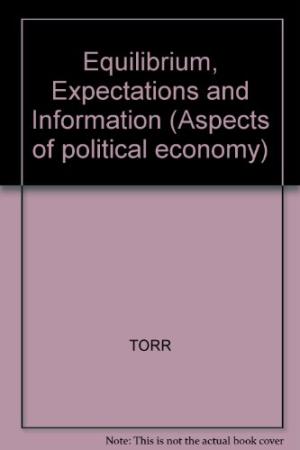 Equilibrium,
Expectations and
Information (Aspects
of political economy)
TORR
Note: This is not the actual book cover